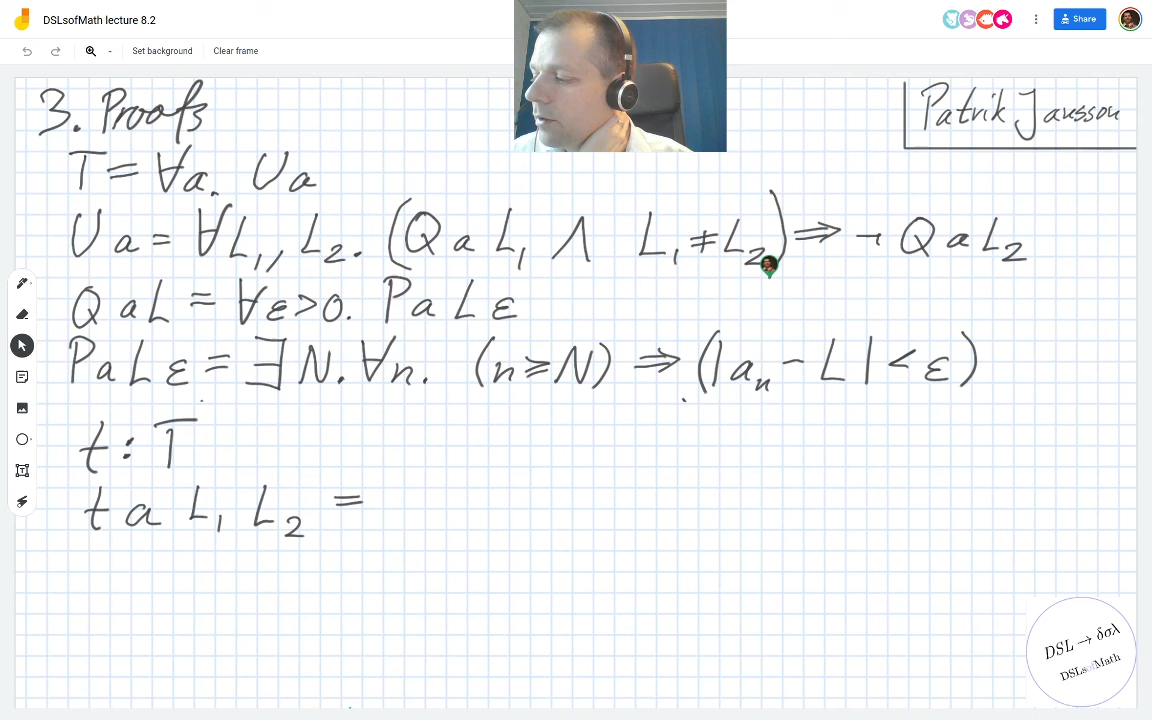 DSLsofMath lecture 8.2
Share
Set background
Clear frame
3. Proofs
Patrik Jansson
T = ∀a. U a
U a = ∀L₁, L₂. (Q a L₁ ∧ L₁ ≠ L₂) ⇒ ¬ Q a L₂
Q a L = ∀ε>0. P a L ε
P a L ε = ∃N. ∀n. (n ≥ N) ⇒ (|aₙ - L| < ε)
t : T
t a L₁ L₂ =
DSL → δσλ
DSLsofMath